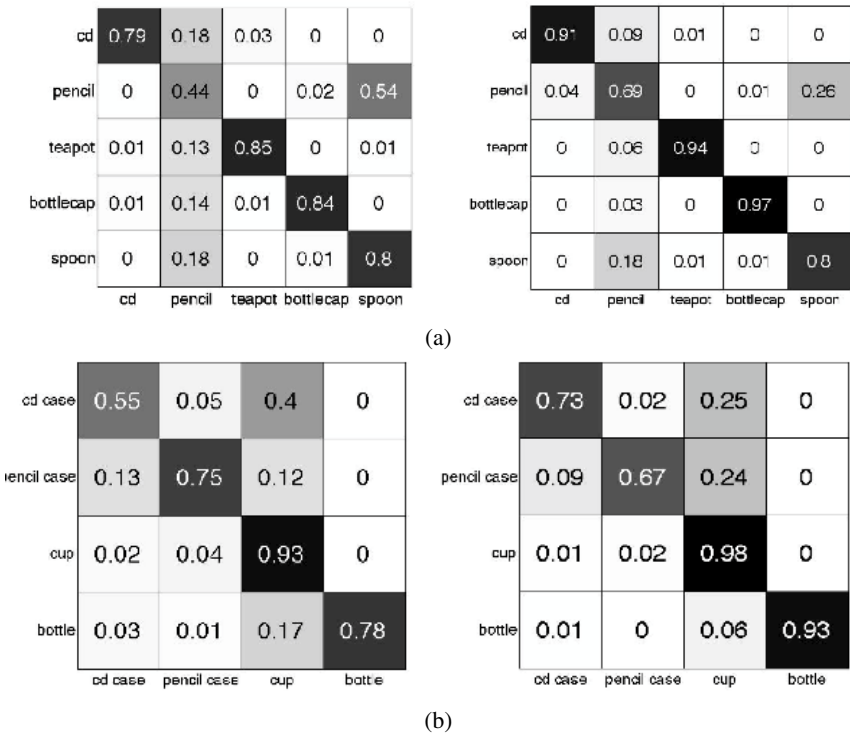 cd 0.79 0.18 0.03 0 0
pencil 0 0.44 0 0.02 0.54
teapot 0.01 0.13 0.85 0 0.01
bottlecap 0.01 0.14 0.01 0.84 0
spoon 0 0.18 0 0.01 0.8
cd pencil teapot bottlecap spoon
cd 0.91 0.09 0.01 0 0
pencil 0.04 0.69 0 0.01 0.26
teapot 0 0.06 0.94 0 0
bottlecap 0 0.03 0 0.97 0
spoon 0 0.18 0.01 0.01 0.8
cd pencil teapot bottlecap spoon
(a)
cd case 0.55 0.05 0.4 0
pencil case 0.13 0.75 0.12 0
cup 0.02 0.04 0.93 0
bottle 0.03 0.01 0.17 0.78
cd case pencil case cup bottle
cd case 0.73 0.02 0.25 0
pencil case 0.09 0.67 0.24 0
cup 0.01 0.02 0.98 0
bottle 0.01 0 0.06 0.93
cd case pencil case cup bottle
(b)